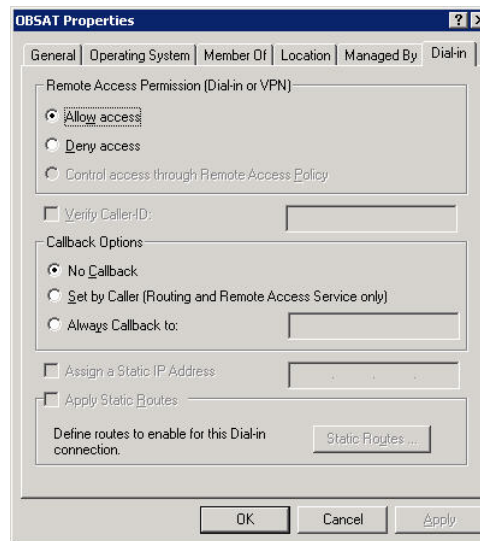 OBSAT Properties
General Operating System Member Of Location Managed By Dial-in
Remote Access Permission (Dial-in or VPN)
Allow access
Deny access
Control access through Remote Access Policy
Verify Caller-ID:
Callback Options
No Callback
Set by Caller (Routing and Remote Access Service only)
Always Callback to:
Assign a Static IP Address
Apply Static Routes
Define routes to enable for this Dial-in
connection.
Static Routes ...
OK Cancel Apply